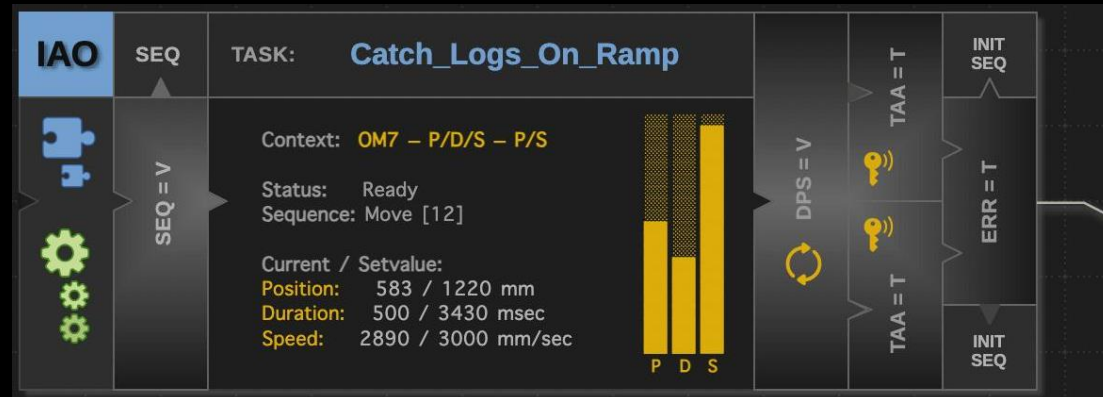 IAO
SEQ
TASK: Catch_Logs_On_Ramp
SEQ = V
Context: OM7 – P/D/S – P/S
Status: Ready
Sequence: Move [12]
Current / Setvalue:
Position: 583 / 1220 mm
Duration: 500 / 3430 msec
Speed: 2890 / 3000 mm/sec
P D S
DPS = V
TAA = T
TAA = T
INIT
SEQ
ERR = T
INIT
SEQ